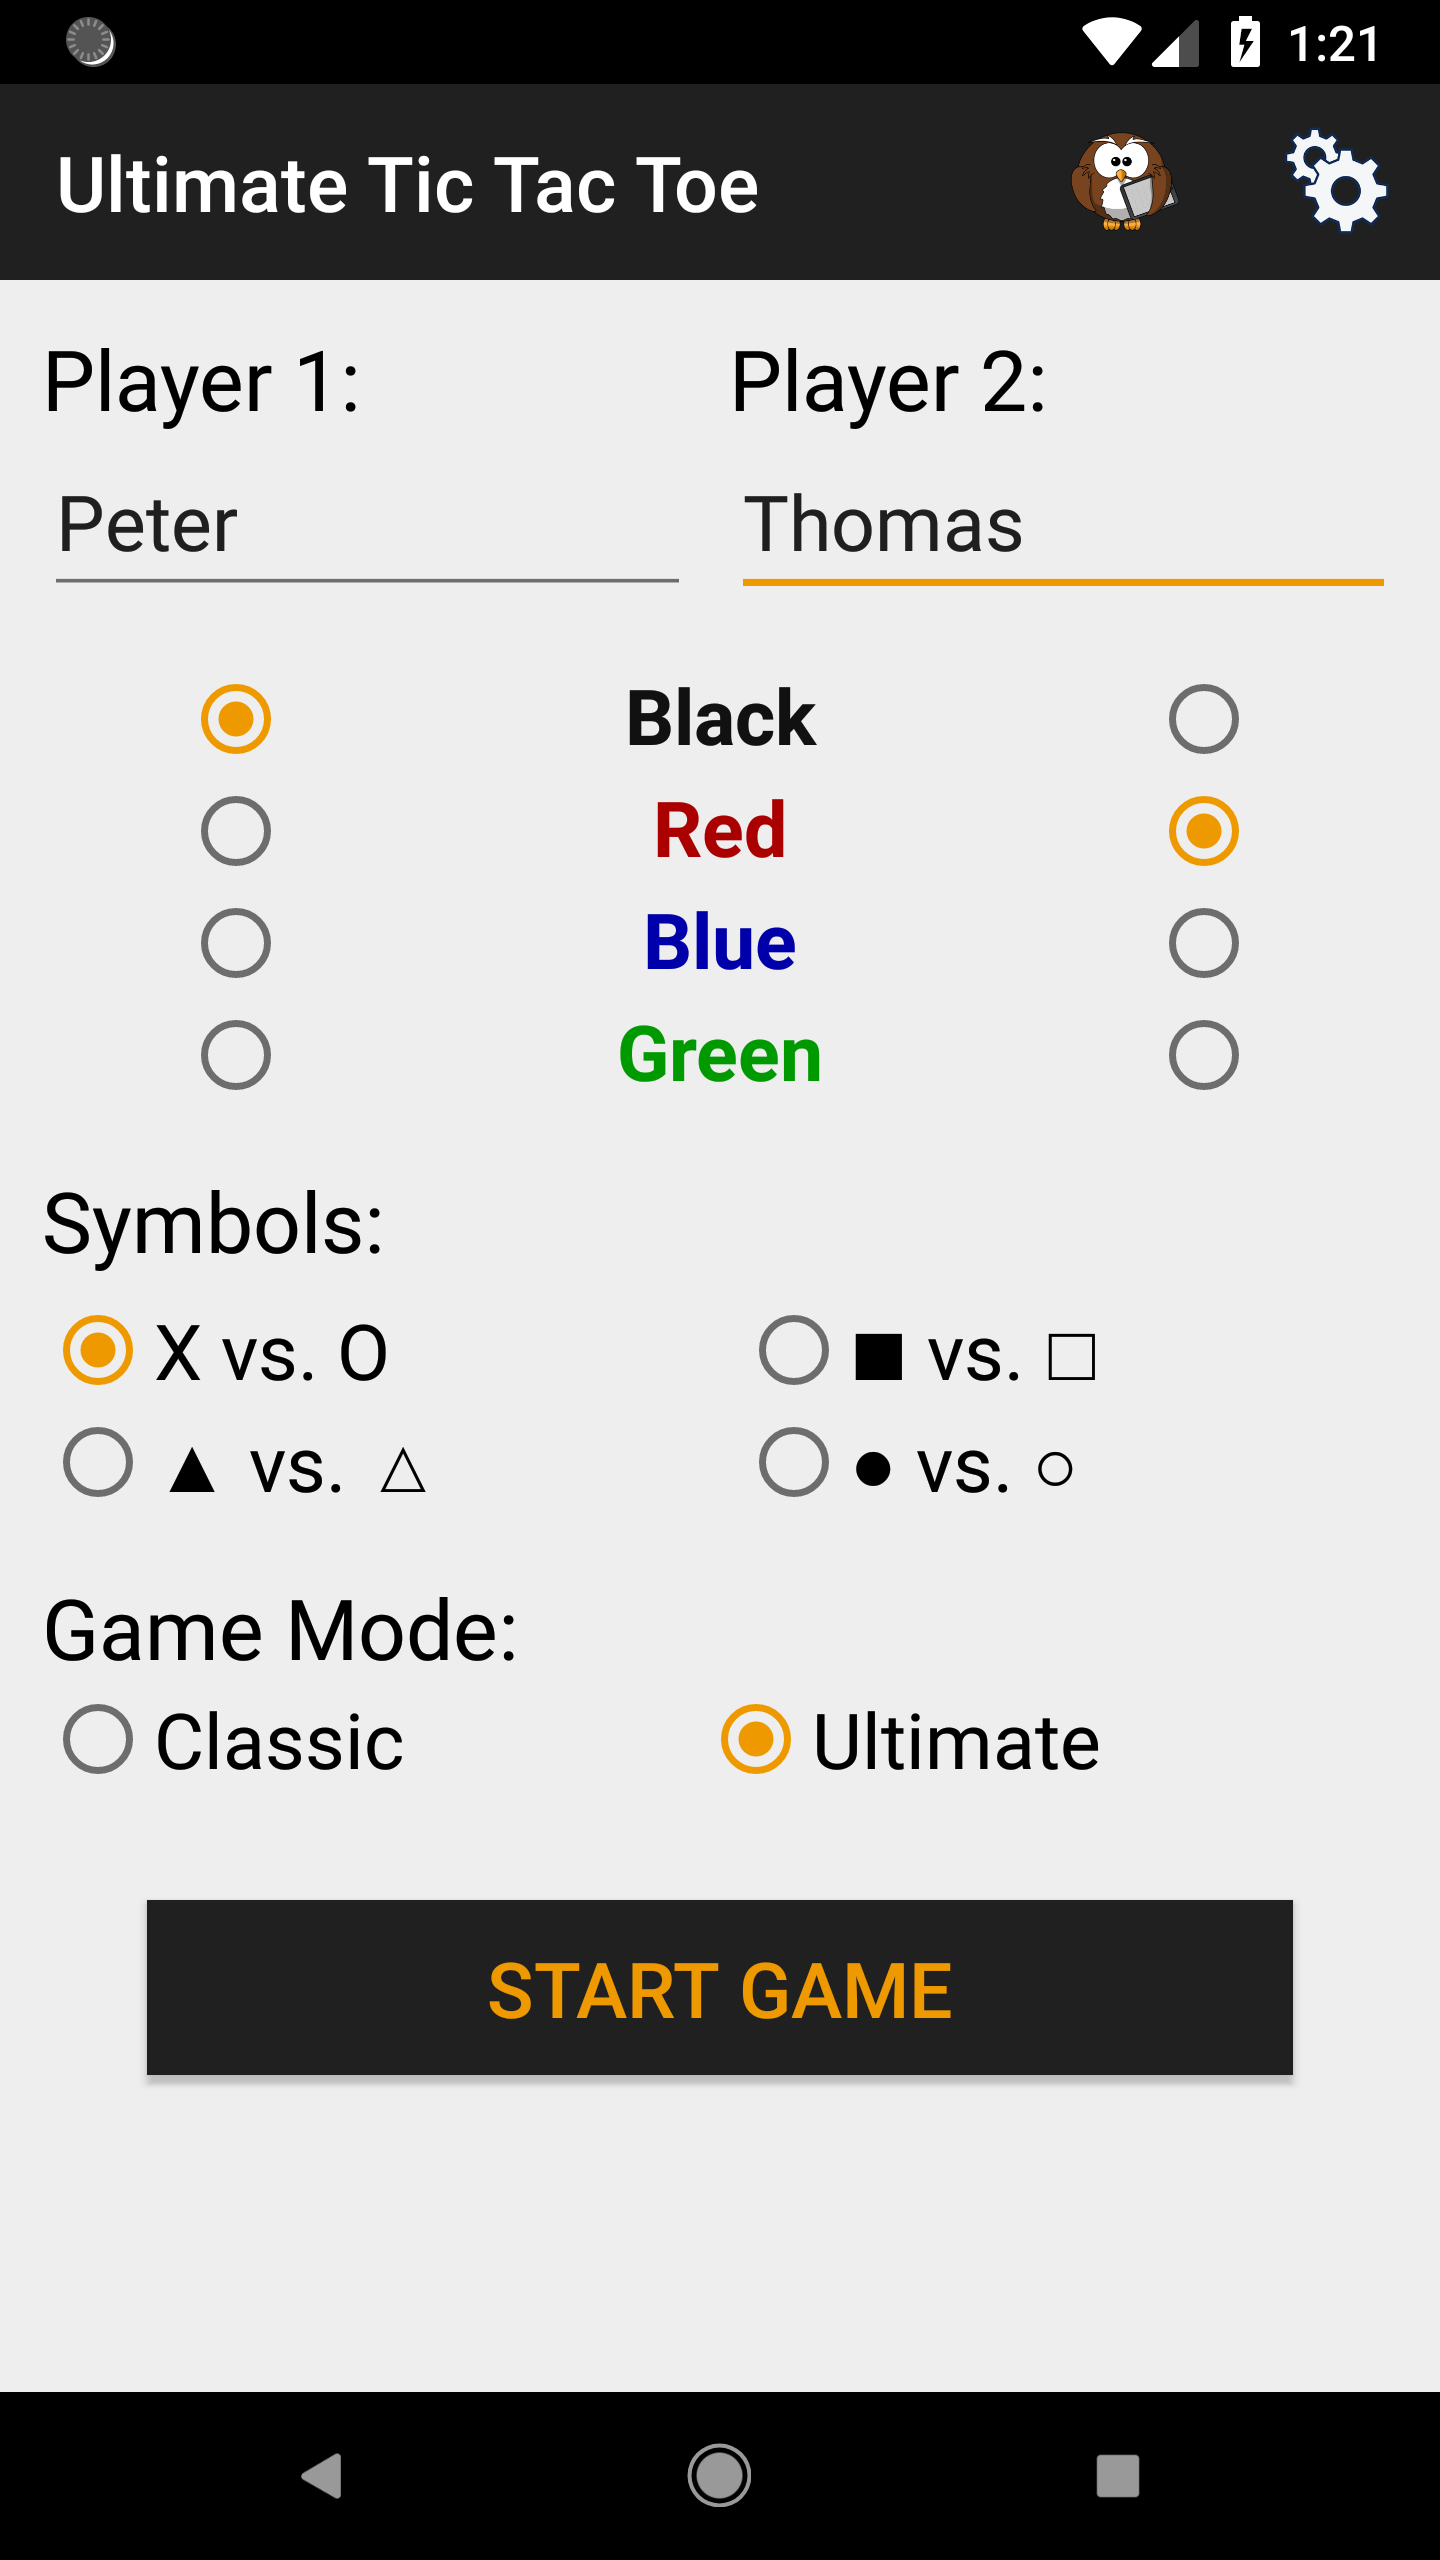 1:21
Ultimate Tic Tac Toe
Player 1: Player 2:
Peter Thomas
Black
Red
Blue
Green
Symbols:
X vs. O ■ vs. □
▲ vs. △ ● vs. ○
Game Mode:
Classic Ultimate
START GAME